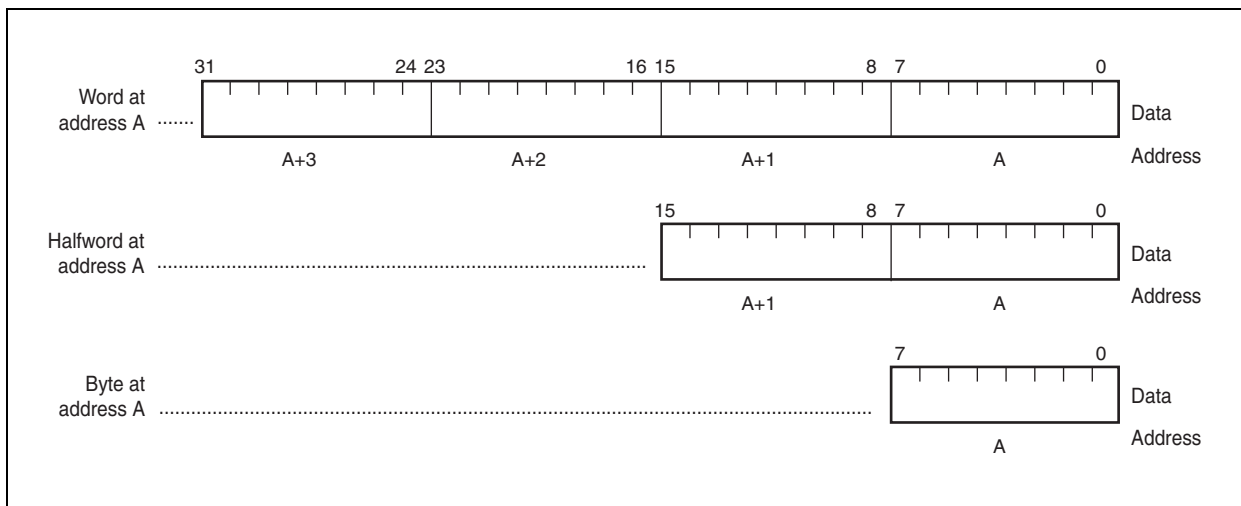 31 24 23 16 15 8 7 0
Word at
address A ....... Data
A+3 A+2 A+1 A Address
15 8 7 0
Halfword at
address A ............................................................................................ Data
A+1 A Address
7 0
Byte at
address A ........................................................................................................................................ Data
A Address